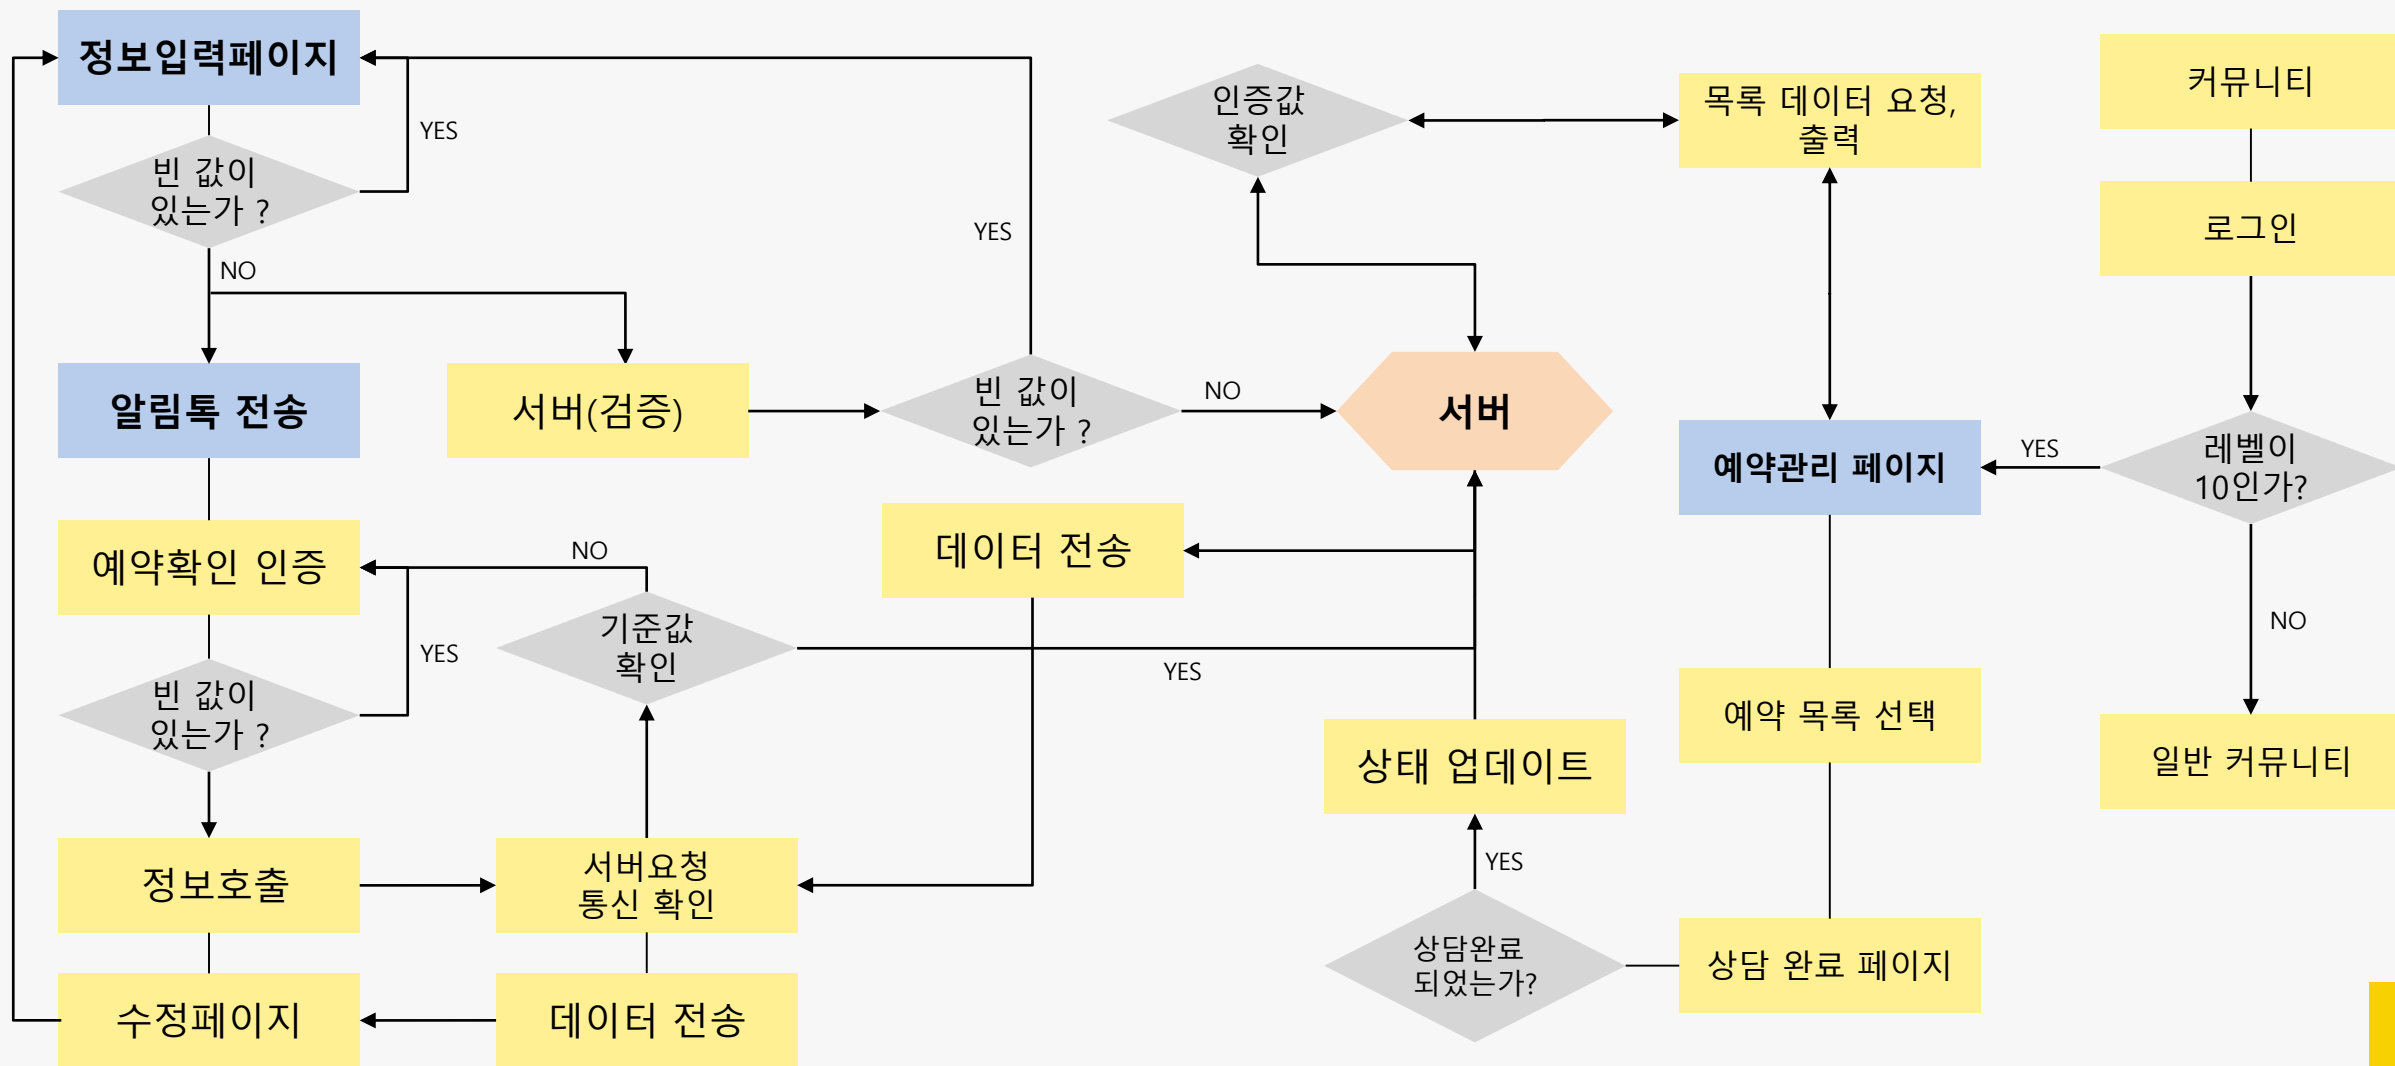 정보입력페이지
빈 값이
있는가 ?
YES
NO
알림톡 전송
서버(검증)
빈 값이
있는가 ?
YES
NO
서버
인증값
확인
목록 데이터 요청,
출력
커뮤니티
로그인
레벨이
10인가?
YES
NO
예약관리 페이지
일반 커뮤니티
예약 목록 선택
상담 완료 페이지
상담완료
되었는가?
YES
상태 업데이트
데이터 전송
예약확인 인증
빈 값이
있는가 ?
YES
기준값
확인
NO
YES
정보호출
서버요청
통신 확인
수정페이지
데이터 전송